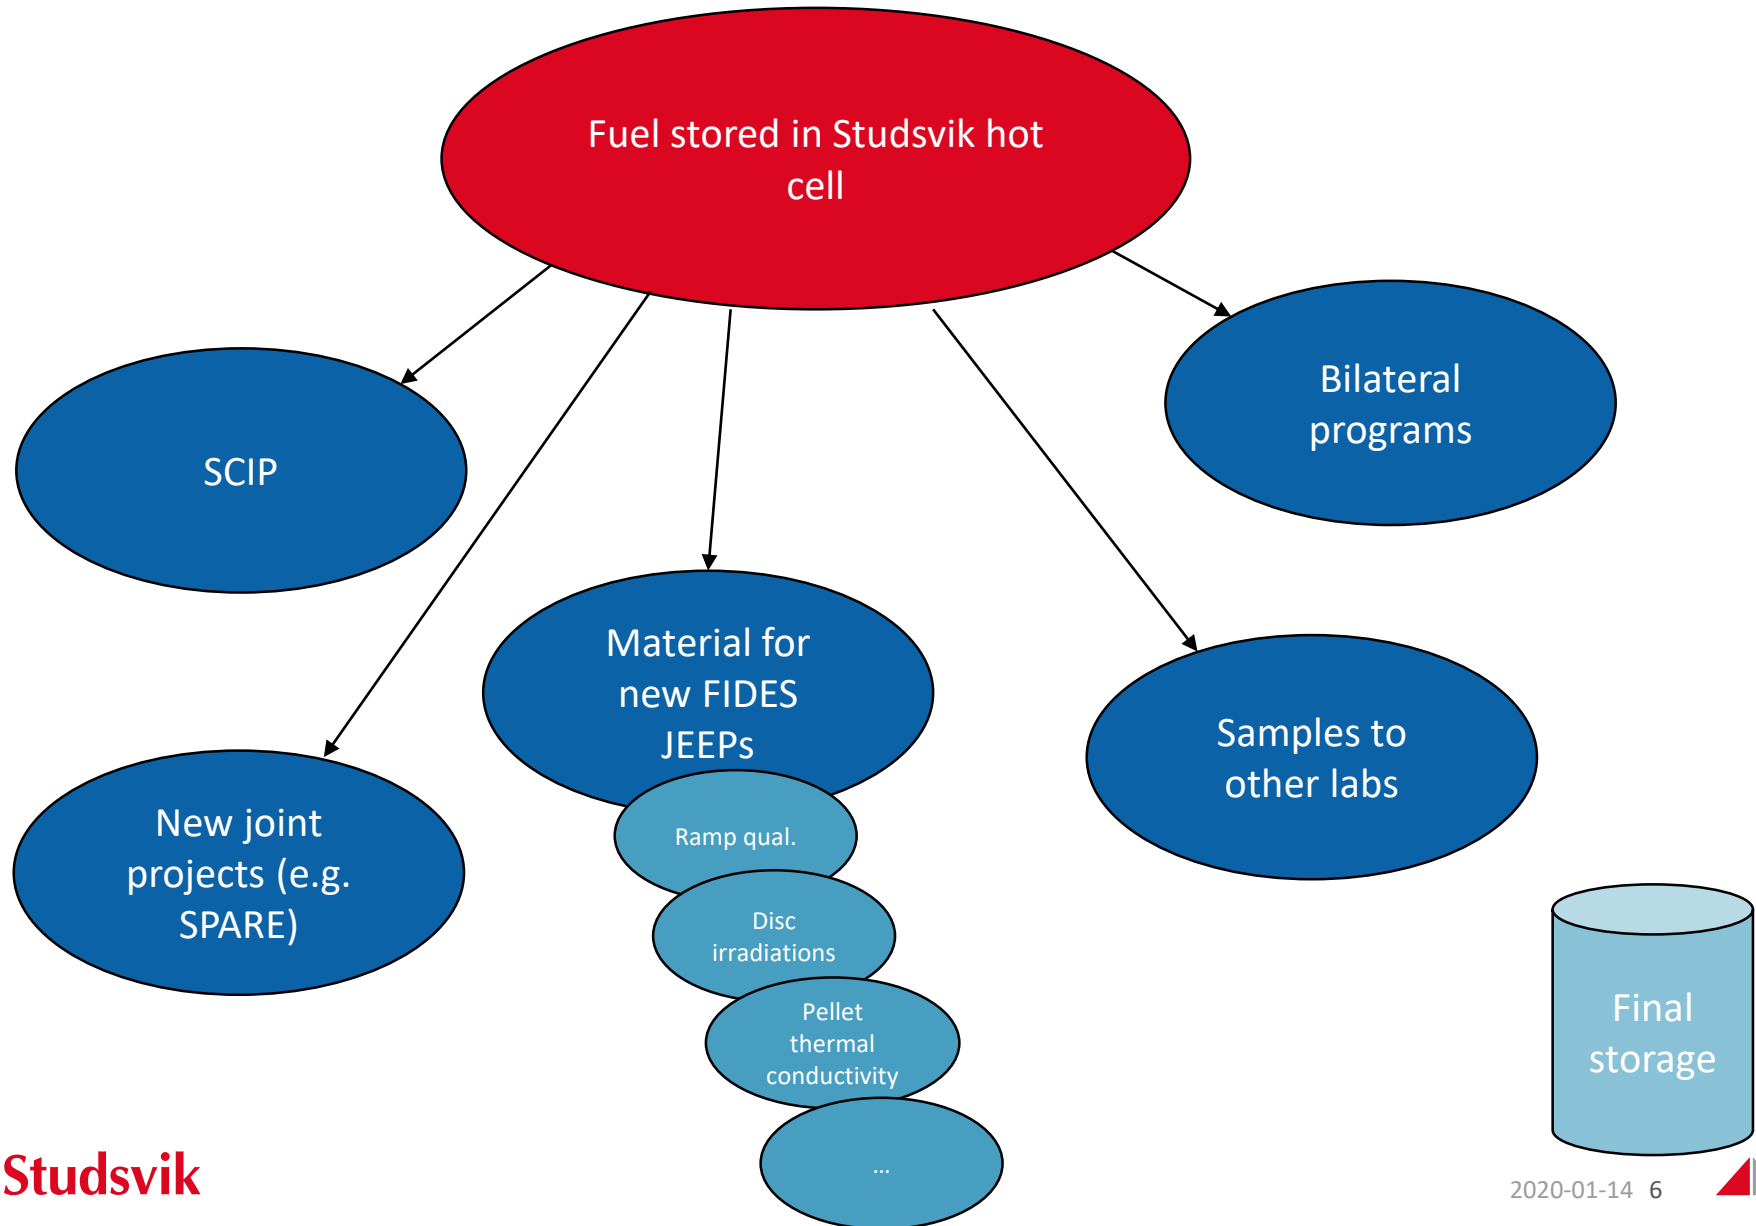 Fuel stored in Studsvik hot
cell
Bilateral
programs
SCIP
Material for
new FIDES
JEEPs
Samples to
other labs
New joint
projects (e.g.
SPARE)
Ramp qual.
Disc
irradiations
Pellet
thermal
conductivity
...
Final
storage
Studsvik
2020-01-14 6